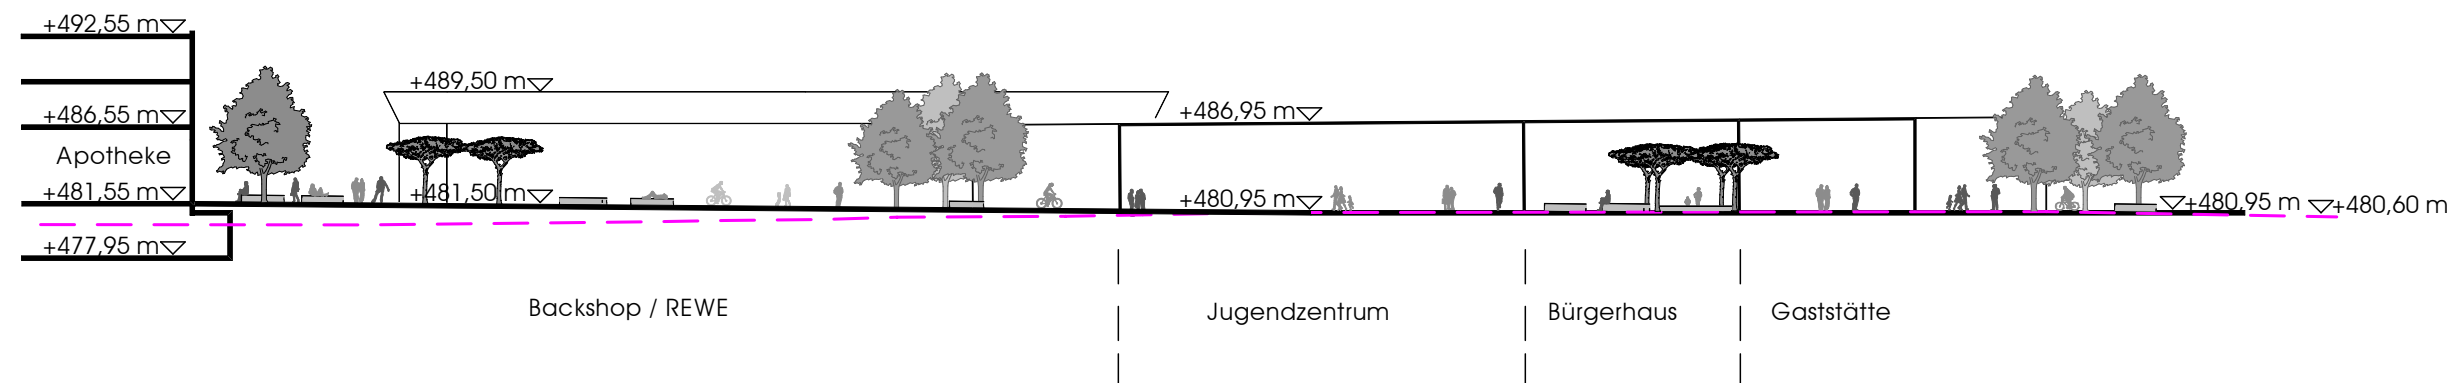 +492,55 m
+489,50 m
+486,55 m
+486,95 m
Apotheke
+481,55 m
+481,50 m
+480,95 m
+480,95 m
+480,60 m
+477,95 m
Backshop / REWE
Jugendzentrum
Bürgerhaus
Gaststätte